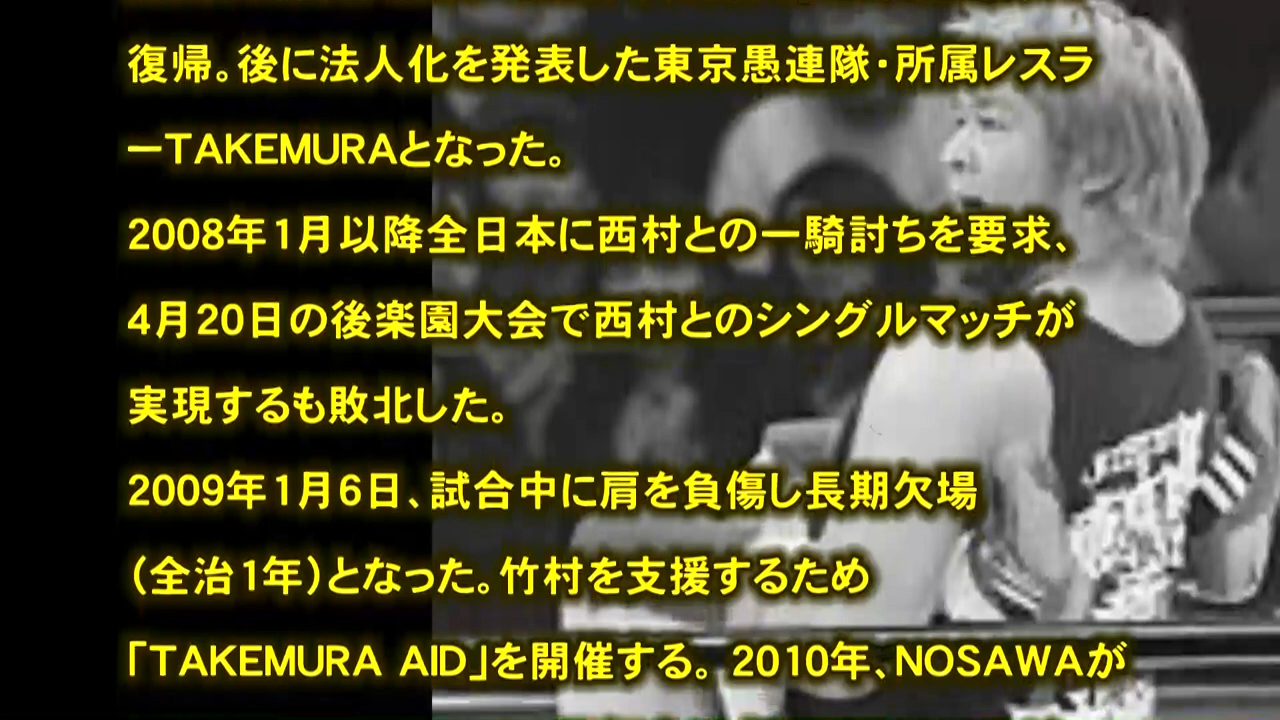 復帰。後に法人化を発表した東京愚連隊・所属レスラ
ーTAKEMURAとなった。
2008年1月以降全日本に西村との一騎討ちを要求、
4月20日の後楽園大会で西村とのシングルマッチが
実現するも敗北した。
2009年1月6日、試合中に肩を負傷し長期欠場
（全治1年）となった。竹村を支援するため
「TAKEMURA AID」を開催する。 2010年、NOSAWAが